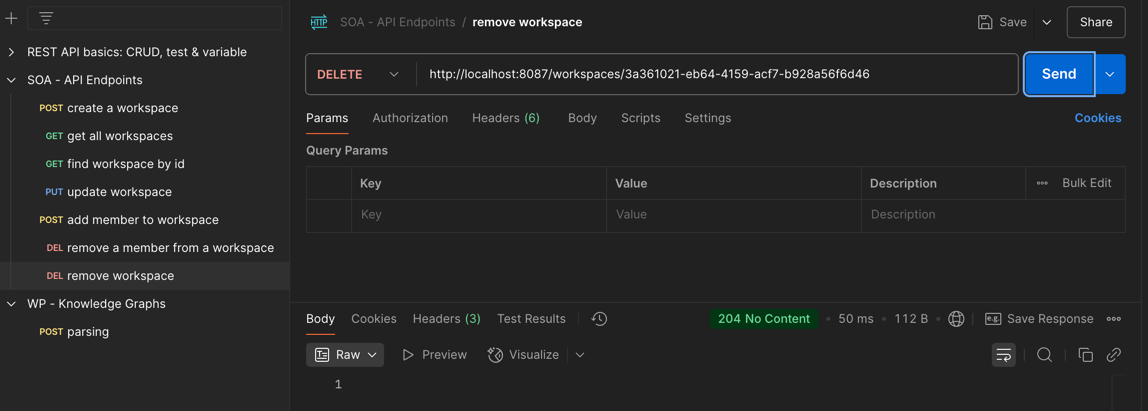 HTTP SOA - API Endpoints / remove workspace Save Share
REST API basics: CRUD, test & variable
SOA - API Endpoints
POST create a workspace
GET get all workspaces
GET find workspace by id
PUT update workspace
POST add member to workspace
DEL remove a member from a workspace
DEL remove workspace
WP - Knowledge Graphs
POST parsing
DELETE http://localhost:8087/workspaces/3a361021-eb64-4159-acf7-b928a56f6d46 Send
Params Authorization Headers (6) Body Scripts Settings Cookies
Query Params
Key Value Description Bulk Edit
Key Value Description
Body Cookies Headers (3) Test Results 204 No Content • 50 ms • 112 B • e.g. Save Response
Raw Preview Visualize
1